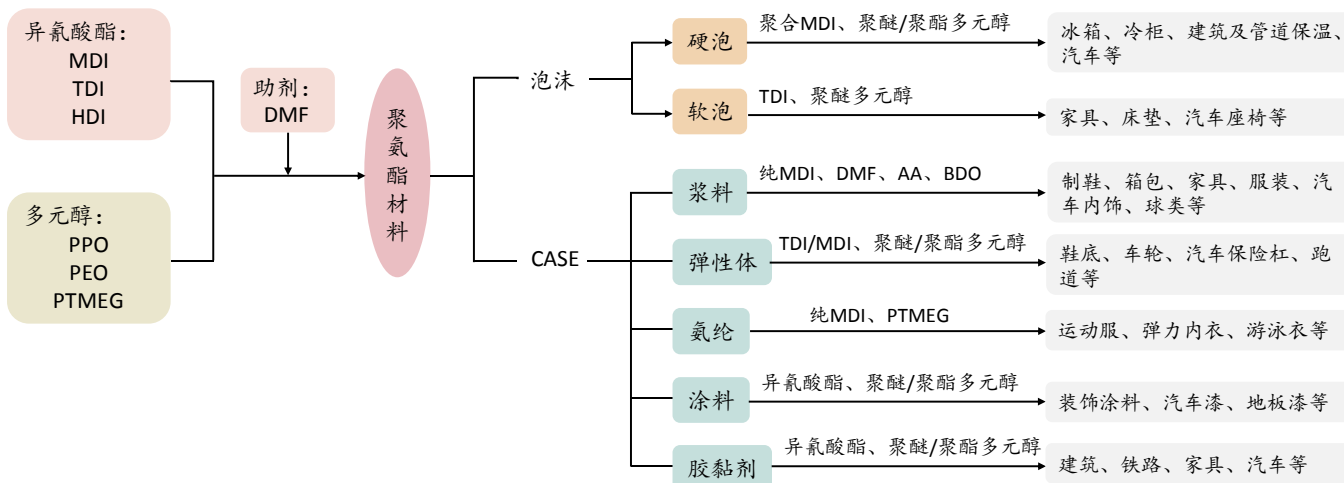 异氰酸酯：
MDI
TDI
HDI
多元醇：
PPO
PEO
PTMEG
助剂：
DMF
聚氨酯材料
泡沫
硬泡
聚合MDI、聚醚/聚酯多元醇
冰箱、冷柜、建筑及管道保温、
汽车等
软泡
TDI、聚醚多元醇
家具、床垫、汽车座椅等
CASE
浆料
纯MDI、DMF、AA、BDO
制鞋、箱包、家具、服装、汽
车内饰、球类等
弹性体
TDI/MDI、聚醚/聚酯多元醇
鞋底、车轮、汽车保险杠、跑
道等
氨纶
纯MDI、PTMEG
运动服、弹力内衣、游泳衣等
涂料
异氰酸酯、聚醚/聚酯多元醇
装饰涂料、汽车漆、地板漆等
胶黏剂
异氰酸酯、聚醚/聚酯多元醇
建筑、铁路、家具、汽车等